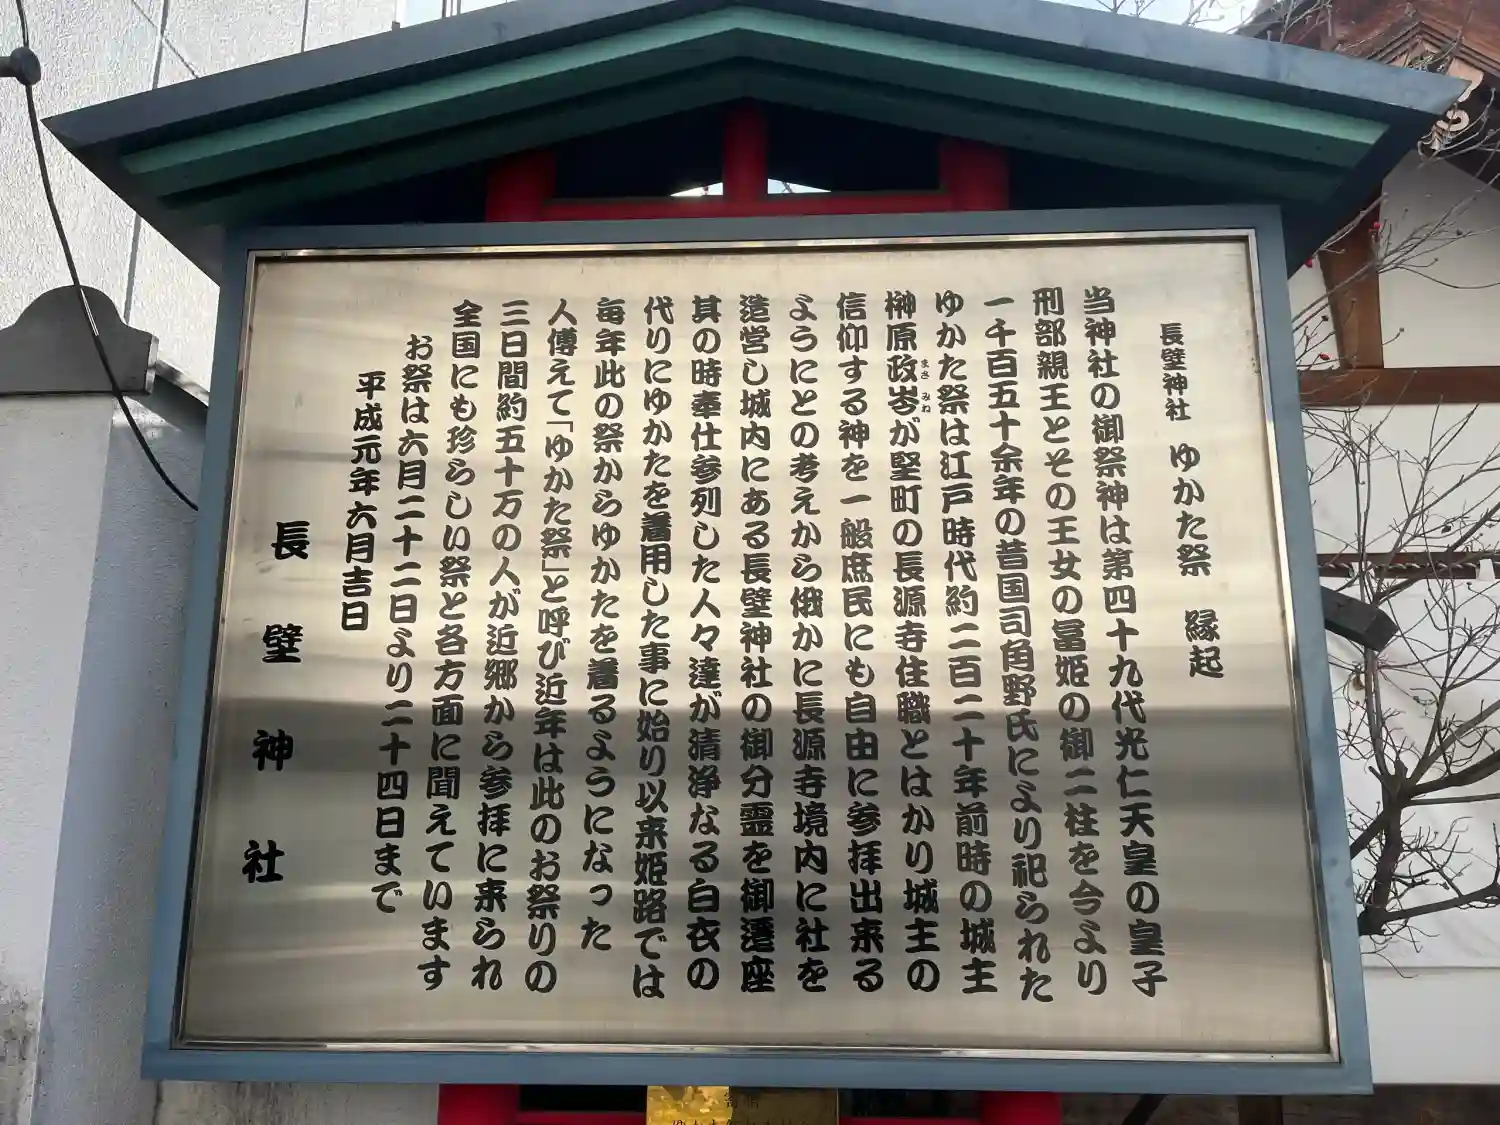 長壁神社 ゆかた祭 縁起
当神社の御祭神は第四十九代光仁天皇の皇子
刑部親王とその王女の冨姫の御二柱を今より
一千百五十余年の昔国司角野氏により祀られた
ゆかた祭は江戸時代約二百二十年前時の城主
榊原政岑が竪町の長源寺住職とはかり城主の
まさ みね
信仰する神を一般庶民にも自由に参拝出来る
ようにとの考えから俄かに長源寺境内に社を
造営し城内にある長壁神社の御分霊を御遷座
其の時奉仕参列した人々達が清浄なる白衣の
代りにゆかたを着用した事に始り以来姫路では
毎年此の祭からゆかたを着るようになった
人傳えて「ゆかた祭」と呼び近年は此のお祭りの
三日間約五十万の人が近郷から参拝に来られ
全国にも珍らしい祭と各方面に聞えています
お祭は六月二十二日より二十四日まで
平成元年六月吉日
長壁神社